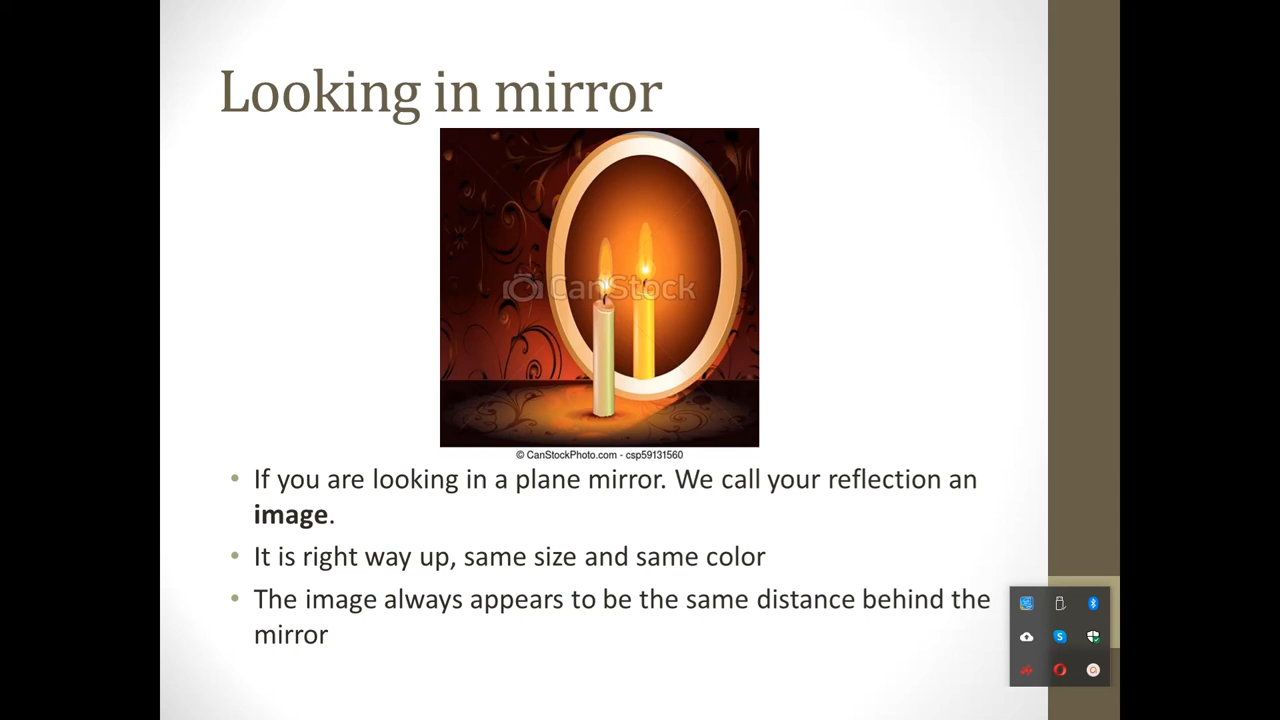 Looking in mirror
CanStock
© CanStockPhoto.com - csp59131560
• If you are looking in a plane mirror. We call your reflection an
image.
• It is right way up, same size and same color
• The image always appears to be the same distance behind the
mirror